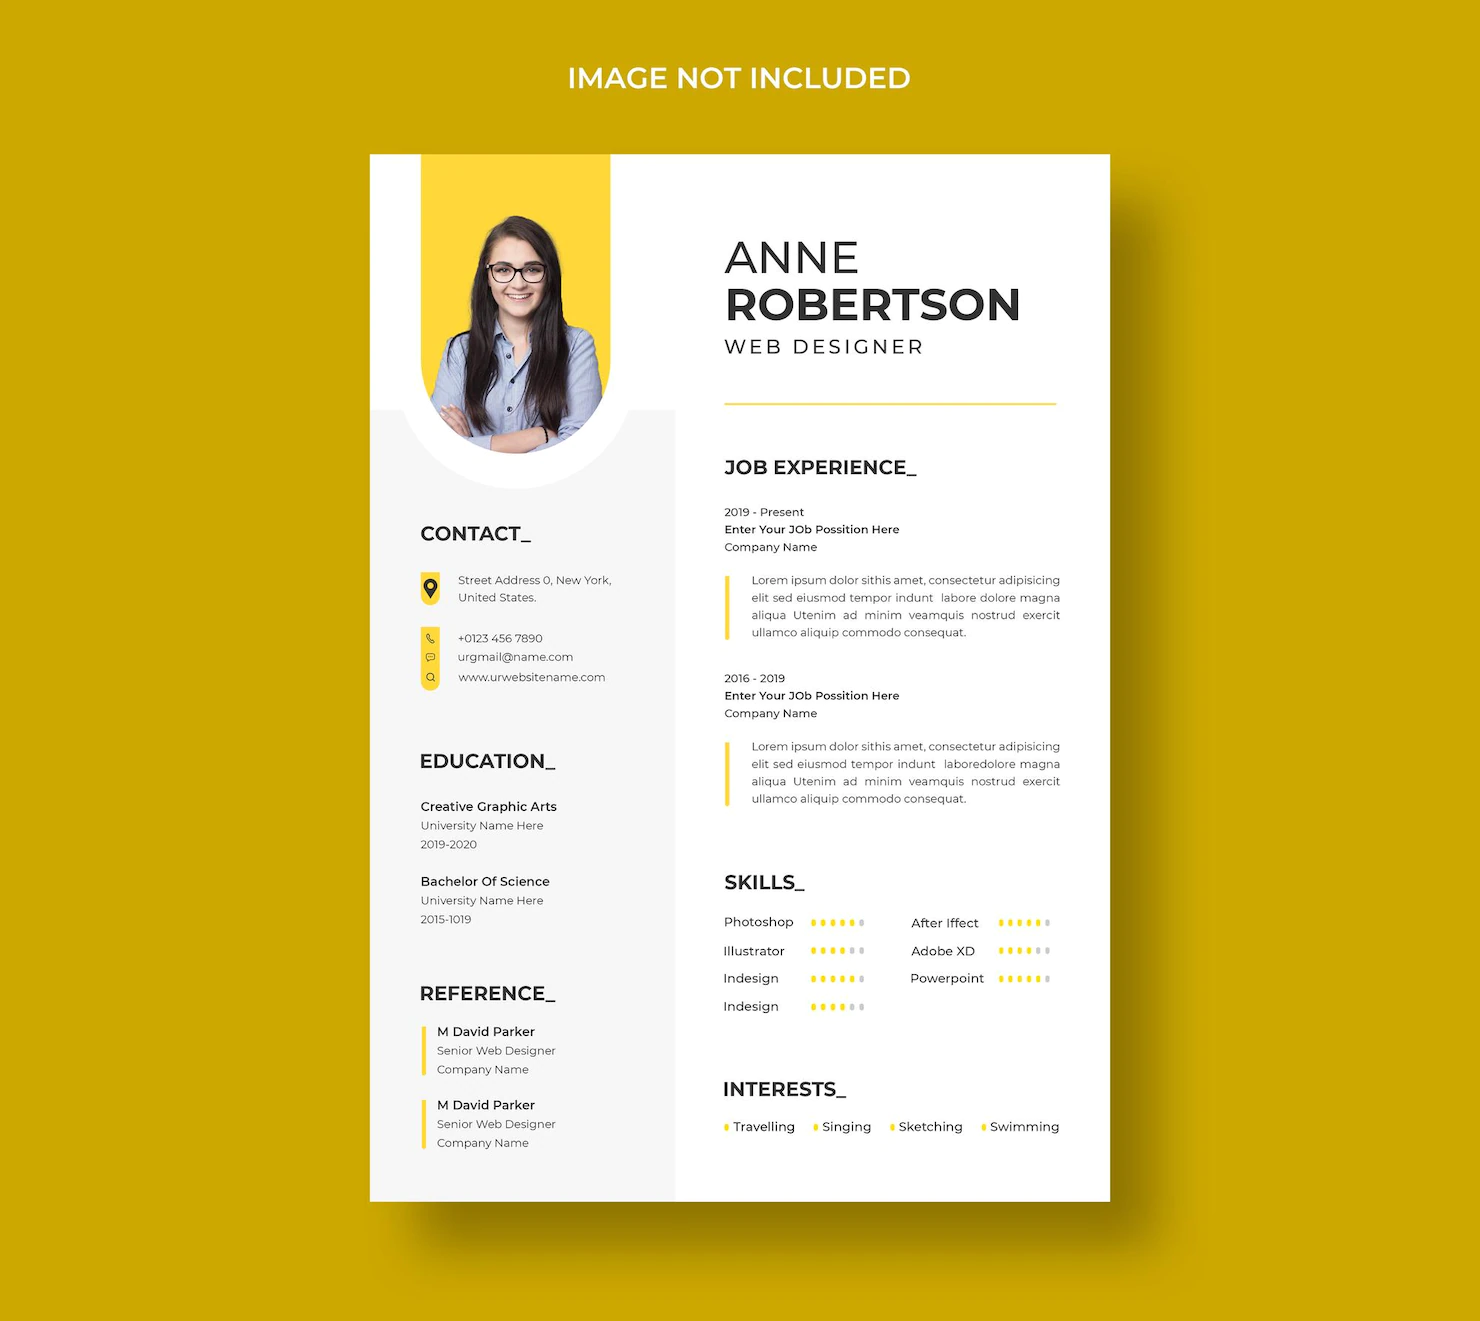 IMAGE NOT INCLUDED
ANNE
ROBERTSON
WEB DESIGNER
CONTACT_
Street Address 0, New York,
United States.
+0123 456 7890
urgmail@name.com
www.urwebsitename.com
EDUCATION_
Creative Graphic Arts
University Name Here
2019-2020
Bachelor Of Science
University Name Here
2015-1019
REFERENCE_
M David Parker
Senior Web Designer
Company Name
M David Parker
Senior Web Designer
Company Name
JOB EXPERIENCE_
2019 - Present
Enter Your JOb Possition Here
Company Name
Lorem ipsum dolor sithis amet, consectetur adipisicing
elit sed eiusmod tempor indunt labore dolore magna
aliqua Utenim ad minim veamquis nostrud exercit
ullamco aliquip commodo consequat.
2016 - 2019
Enter Your JOb Possition Here
Company Name
Lorem ipsum dolor sithis amet, consectetur adipisicing
elit sed eiusmod tempor indunt laboredolore magna
aliqua Utenim ad minim veamquis nostrud exercit
ullamco aliquip commodo consequat.
SKILLS_
Photoshop
After Iffect
Illustrator
Adobe XD
Indesign
Powerpoint
Indesign
INTERESTS_
Travelling Singing Sketching Swimming